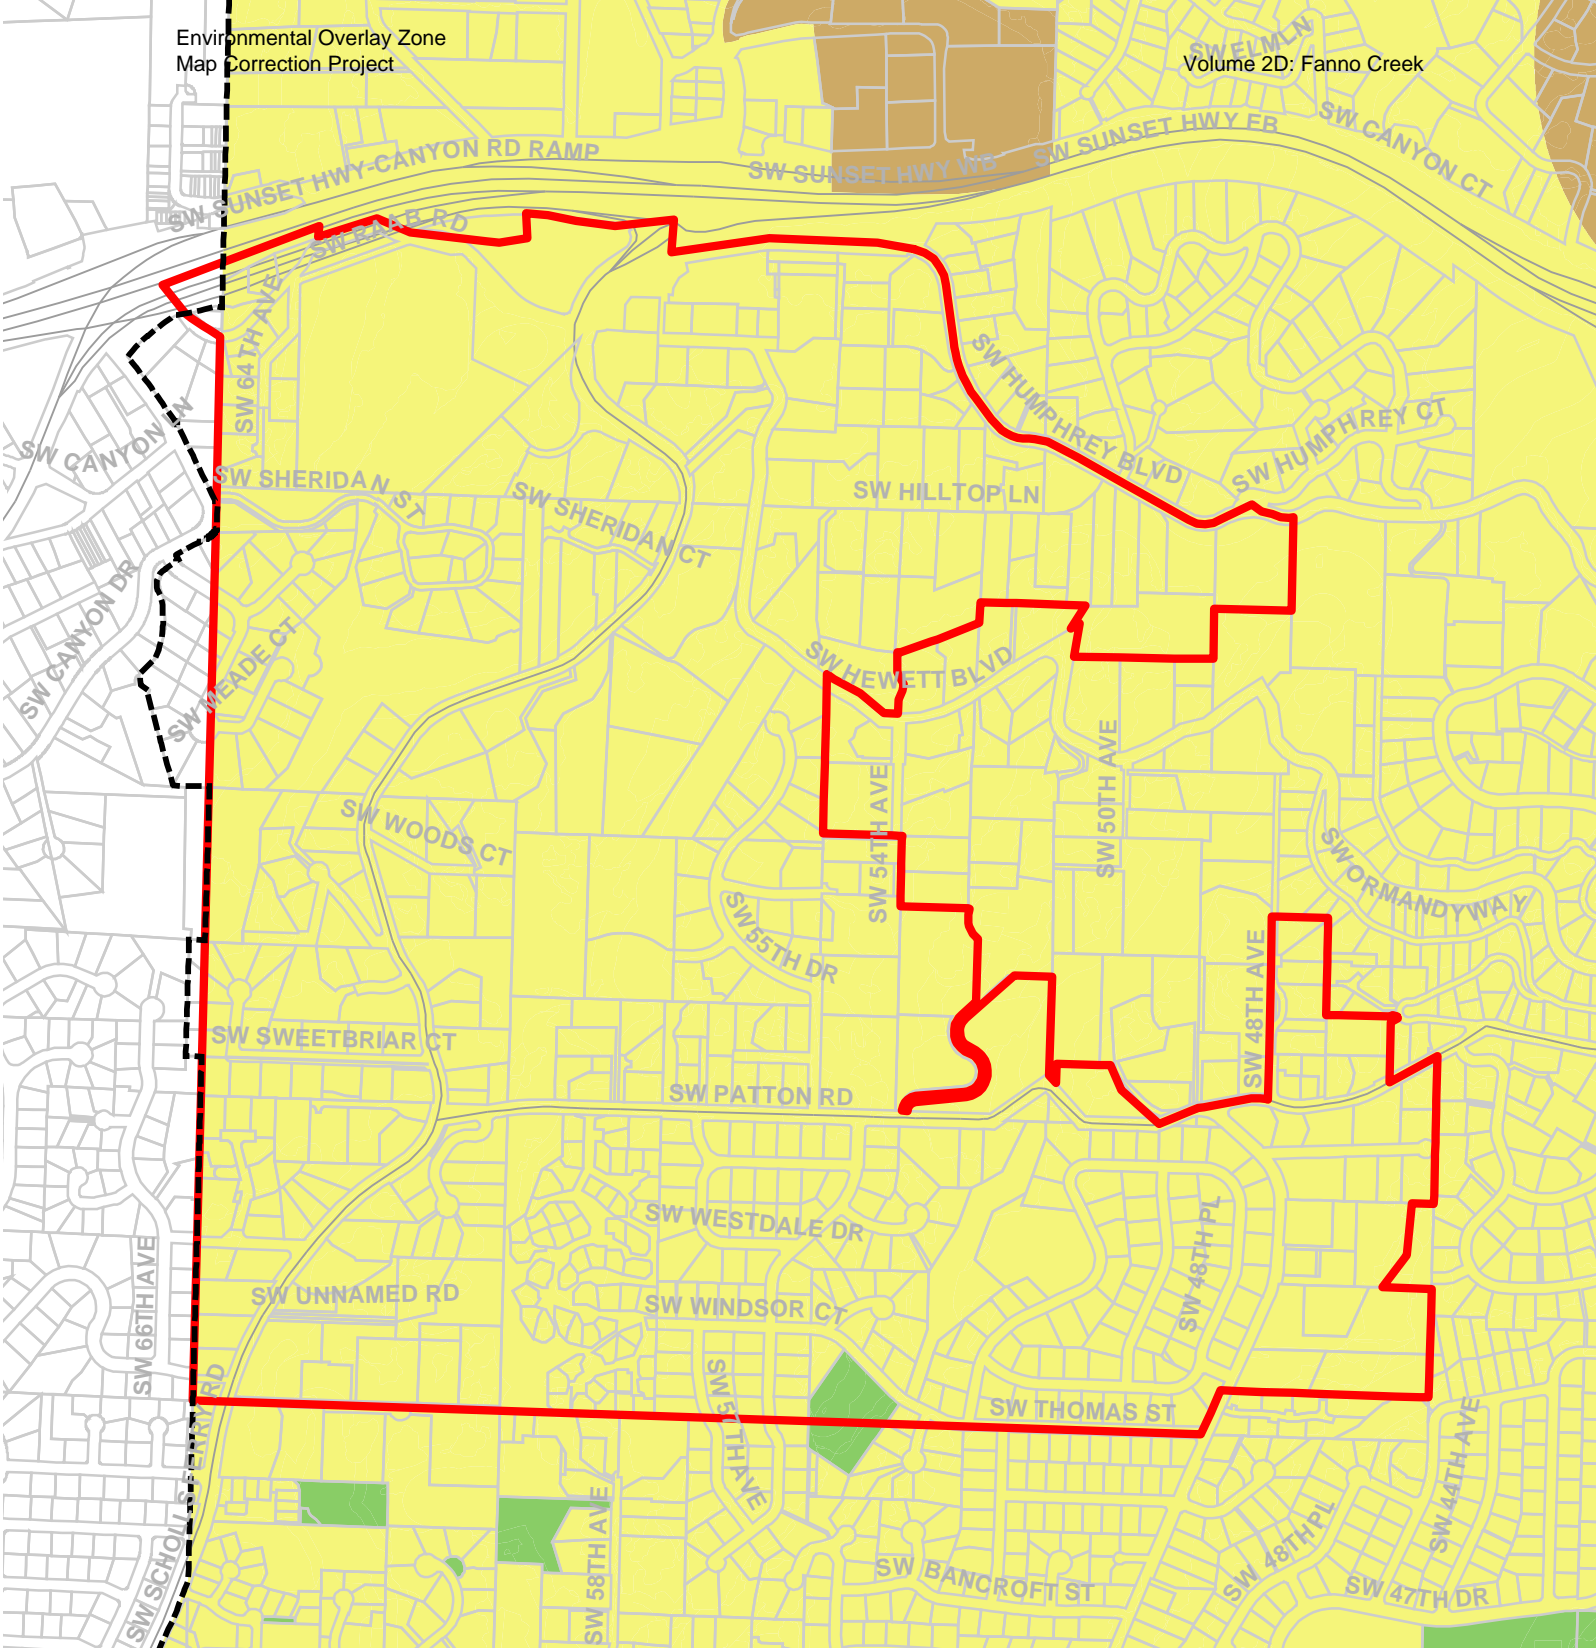 Environmental Overlay Zone
Map Correction Project
Volume 2D: Fanno Creek
SW ELM LN
SW SUNSET HWY-CANYON RD RAMP
SW SUNSET HWY WB
SW SUNSET HWY EB
SW CANYON CT
SW RAAB RD
SW 64TH AVE
SW HUMPHREY BLVD
SW HUMPHREY CT
SW CANYON LN
SW SHERIDAN ST
SW SHERIDAN CT
SW HILLTOP LN
SW CANYON DR
SW MEADE CT
SW HEWETT BLVD
SW 50TH AVE
SW 54TH AVE
SW WOODS CT
SW NORMANDY WAY
SW 55TH DR
SW 48TH AVE
SW SWEETBRIAR CT
SW PATTON RD
SW WESTDALE DR
SW 48TH PL
SW 66TH AVE
SW UNNAMED RD
SW WINDSOR CT
SW 57TH AVE
SW THOMAS ST
SW SCHOLLS FERRY RD
SW 58TH AVE
SW 44TH AVE
SW 48TH PL
SW BANCROFT ST
SW 47TH DR